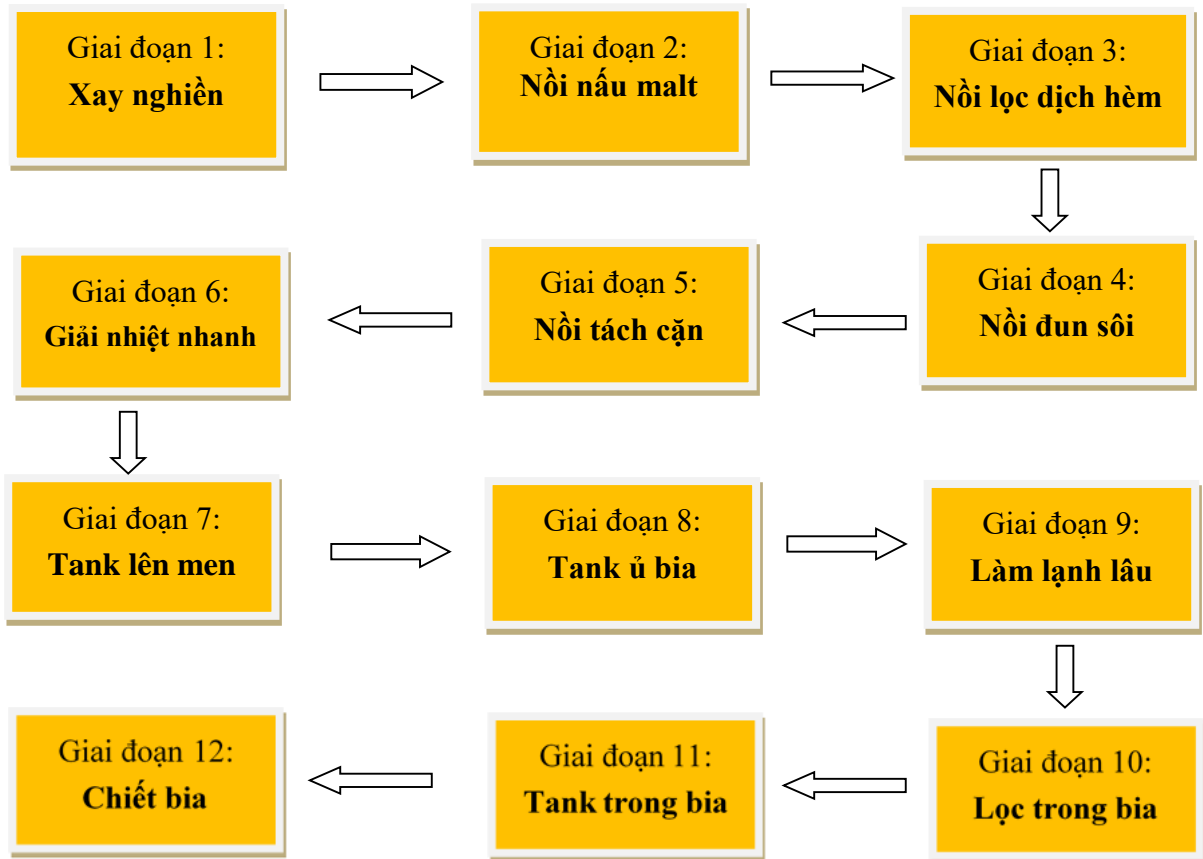 Giai đoạn 1:
Xay nghiền
Giai đoạn 2:
Nồi nấu malt
Giai đoạn 3:
Nồi lọc dịch hèm
Giai đoạn 4:
Nồi đun sôi
Giai đoạn 5:
Nồi tách cặn
Giai đoạn 6:
Giải nhiệt nhanh
Giai đoạn 7:
Tank lên men
Giai đoạn 8:
Tank ủ bia
Giai đoạn 9:
Làm lạnh lâu
Giai đoạn 10:
Lọc trong bia
Giai đoạn 11:
Tank trong bia
Giai đoạn 12:
Chiết bia